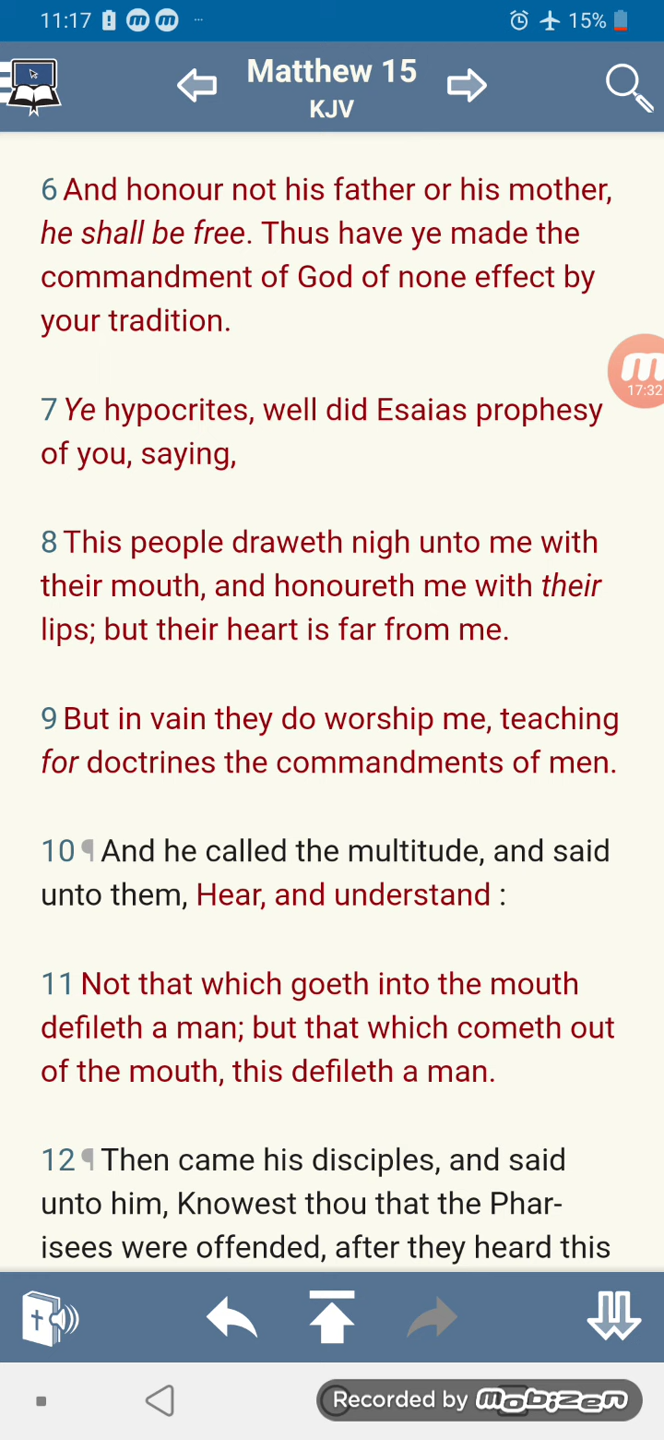 11:17
15%
Matthew 15
KJV
6 And honour not his father or his mother,
he shall be free. Thus have ye made the
commandment of God of none effect by
your tradition.
17:32
7 Ye hypocrites, well did Esaias prophesy
of you, saying,
8 This people draweth nigh unto me with
their mouth, and honoureth me with their
lips; but their heart is far from me.
9 But in vain they do worship me, teaching
for doctrines the commandments of men.
10 ¶ And he called the multitude, and said
unto them, Hear, and understand :
11 Not that which goeth into the mouth
defileth a man; but that which cometh out
of the mouth, this defileth a man.
12 ¶ Then came his disciples, and said
unto him, Knowest thou that the Phar-
isees were offended, after they heard this
Recorded by mobizen